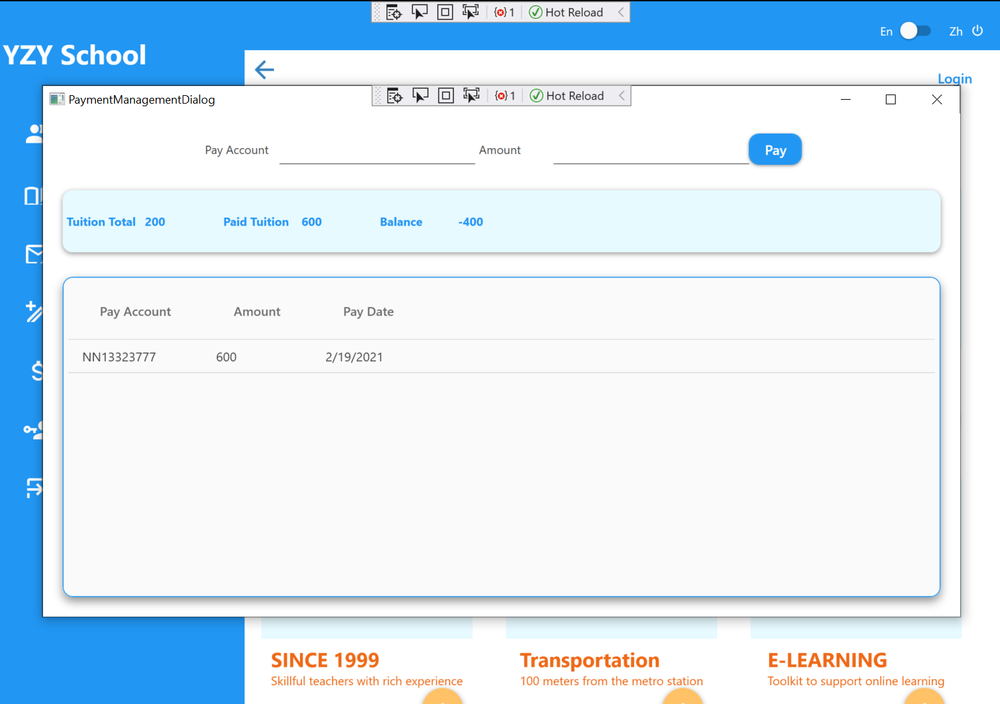 1 Hot Reload
En Zh
YZY School
Login
PaymentManagementDialog
1 Hot Reload
Pay Account Amount Pay
Tuition Total 200 Paid Tuition 600 Balance -400
Pay Account Amount Pay Date
NN13323777 600 2/19/2021
SINCE 1999 Transportation E-LEARNING
Skillful teachers with rich experience 100 meters from the metro station Toolkit to support online learning